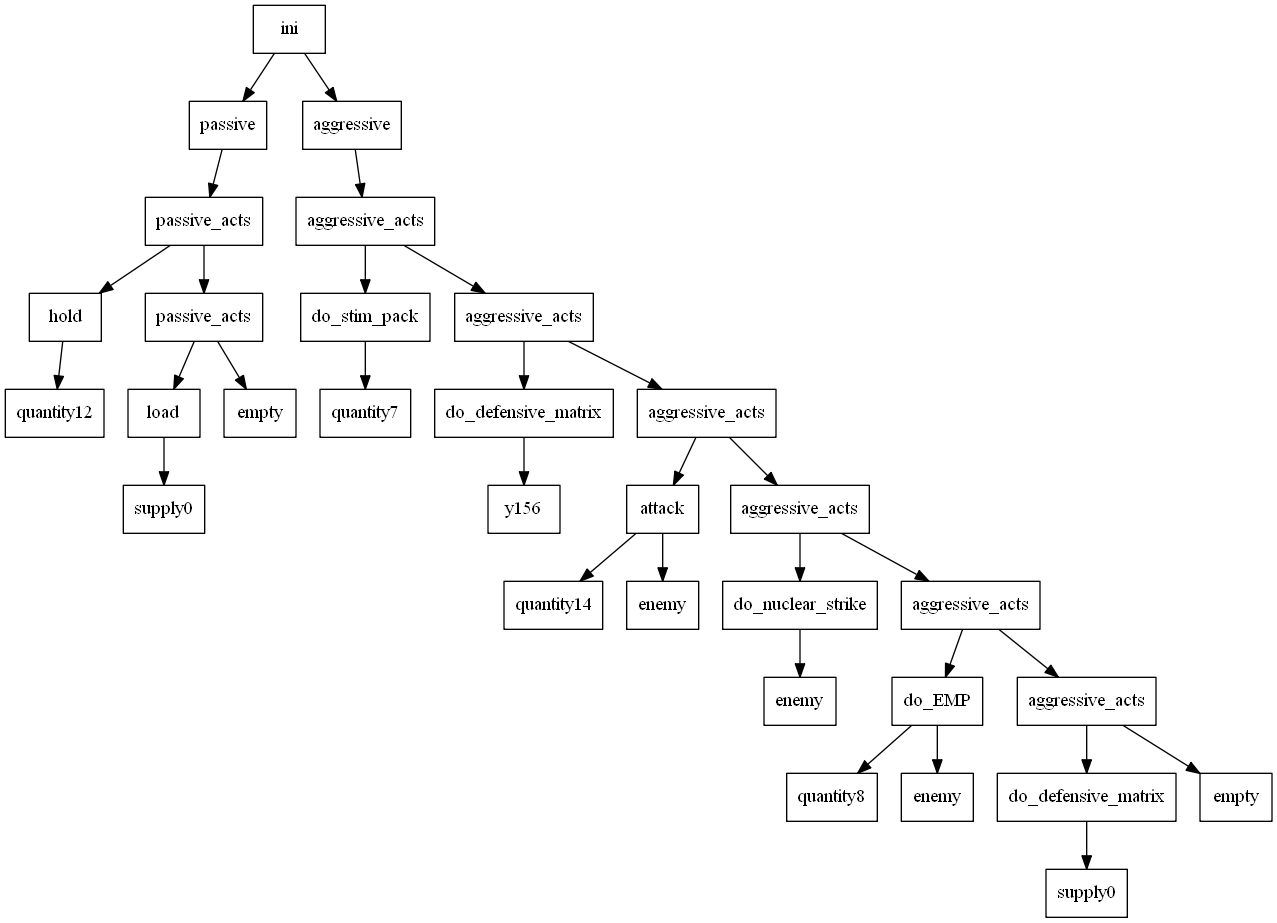 ini
passive
aggressive
passive_acts
aggressive_acts
hold
passive_acts
do_stim_pack
aggressive_acts
quantity12
load
empty
quantity7
do_defensive_matrix
aggressive_acts
supply0
y156
attack
aggressive_acts
quantity14
enemy
do_nuclear_strike
aggressive_acts
enemy
do_EMP
aggressive_acts
quantity8
enemy
do_defensive_matrix
empty
supply0